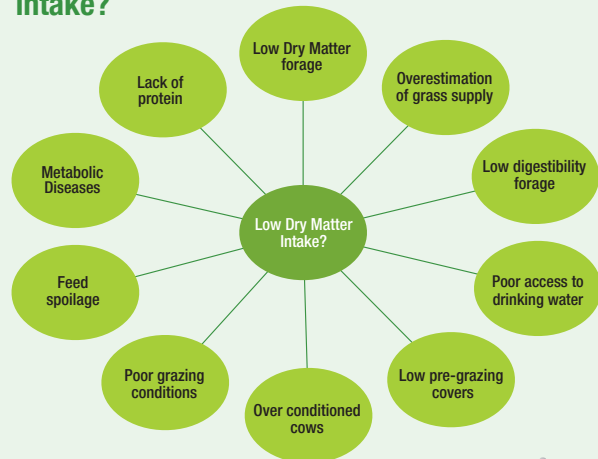 intake?
Low Dry Matter
forage
Overestimation
of grass supply
Low digestibility
forage
Poor access to
drinking water
Low pre-grazing
covers
Over conditioned
cows
Poor grazing
conditions
Feed
spoilage
Metabolic
Diseases
Lack of
protein
Low Dry Matter
Intake?